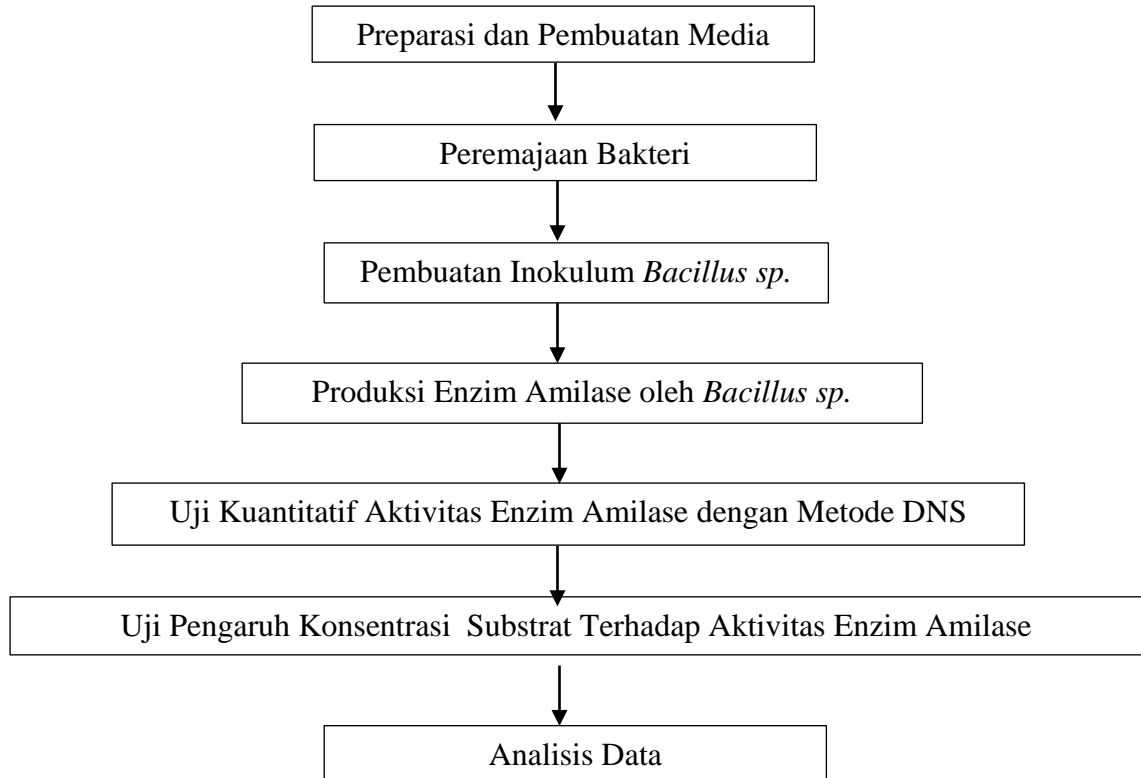 Preparasi dan Pembuatan Media
Peremajaan Bakteri
Pembuatan Inokulum Bacillus sp.
Produksi Enzim Amilase oleh Bacillus sp.
Uji Kuantitatif Aktivitas Enzim Amilase dengan Metode DNS
Uji Pengaruh Konsentrasi  Substrat Terhadap Aktivitas Enzim Amilase
Analisis Data